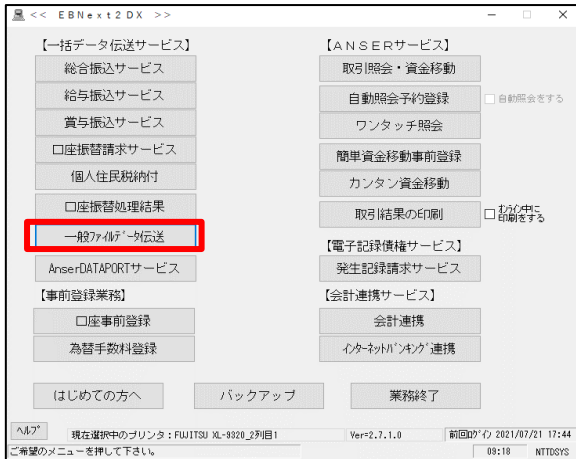 << EBNext2DX >>
【一括データ伝送サービス】
総合振込サービス
給与振込サービス
賞与振込サービス
口座振替請求サービス
個人住民税納付
口座振替処理結果
一般ﾌｧｲﾙﾃﾞｰﾀ伝送
AnserDATAPORTサービス
【事前登録業務】
口座事前登録
為替手数料登録
【ANSERサービス】
取引照会・資金移動
自動照会予約登録
自動照会をする
ワンタッチ照会
簡単資金移動事前登録
カンタン資金移動
取引結果の印刷
ｵﾝﾗｲﾝ中に
印刷をする
【電子記録債権サービス】
発生記録請求サービス
【会計連携サービス】
会計連携
ｲﾝﾀｰﾈｯﾄﾊﾞﾝｷﾝｸﾞ連携
はじめての方へ
バックアップ
業務終了
ﾍﾙﾌﾟ
現在選択中のプリンタ：FUJITSU XL-9320_2列目1
Ver=2.7.1.0
前回ﾛｸﾞｲﾝ 2021/07/21 17:44
ご希望のメニューを押して下さい。
09:18
NTTDSYS